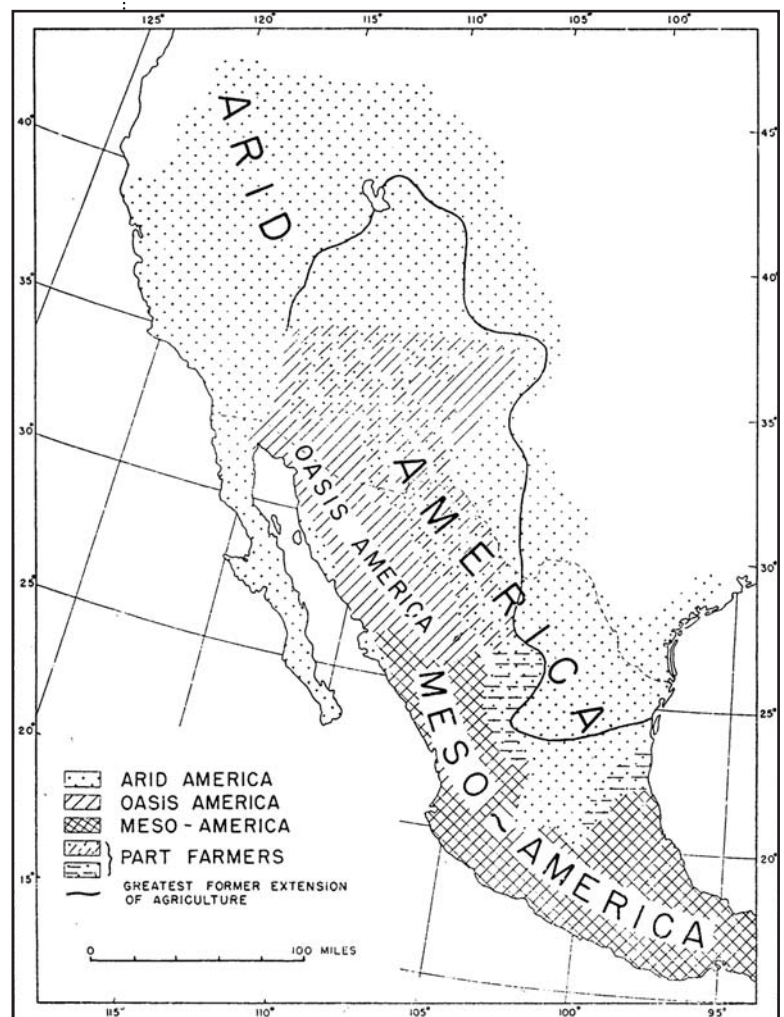 125° 120° 115° 110° 105° 100°
40°
45°
35°
40°
30°
35°
25°
30°
20°
25°
15°
20°
ARID
AMERICA
OASIS AMERICA
MESO-AMERICA
ARID AMERICA
OASIS AMERICA
MESO-AMERICA
PART FARMERS
GREATEST FORMER EXTENSION
OF AGRICULTURE
0 100 MILES
115° 110° 105° 100° 95°